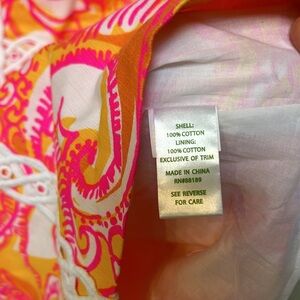 SHELL:
100% COTTON
LINING:
100% COTTON
EXCLUSIVE OF TRIM
MADE IN CHINA
RN#88189
SEE REVERSE
FOR CARE